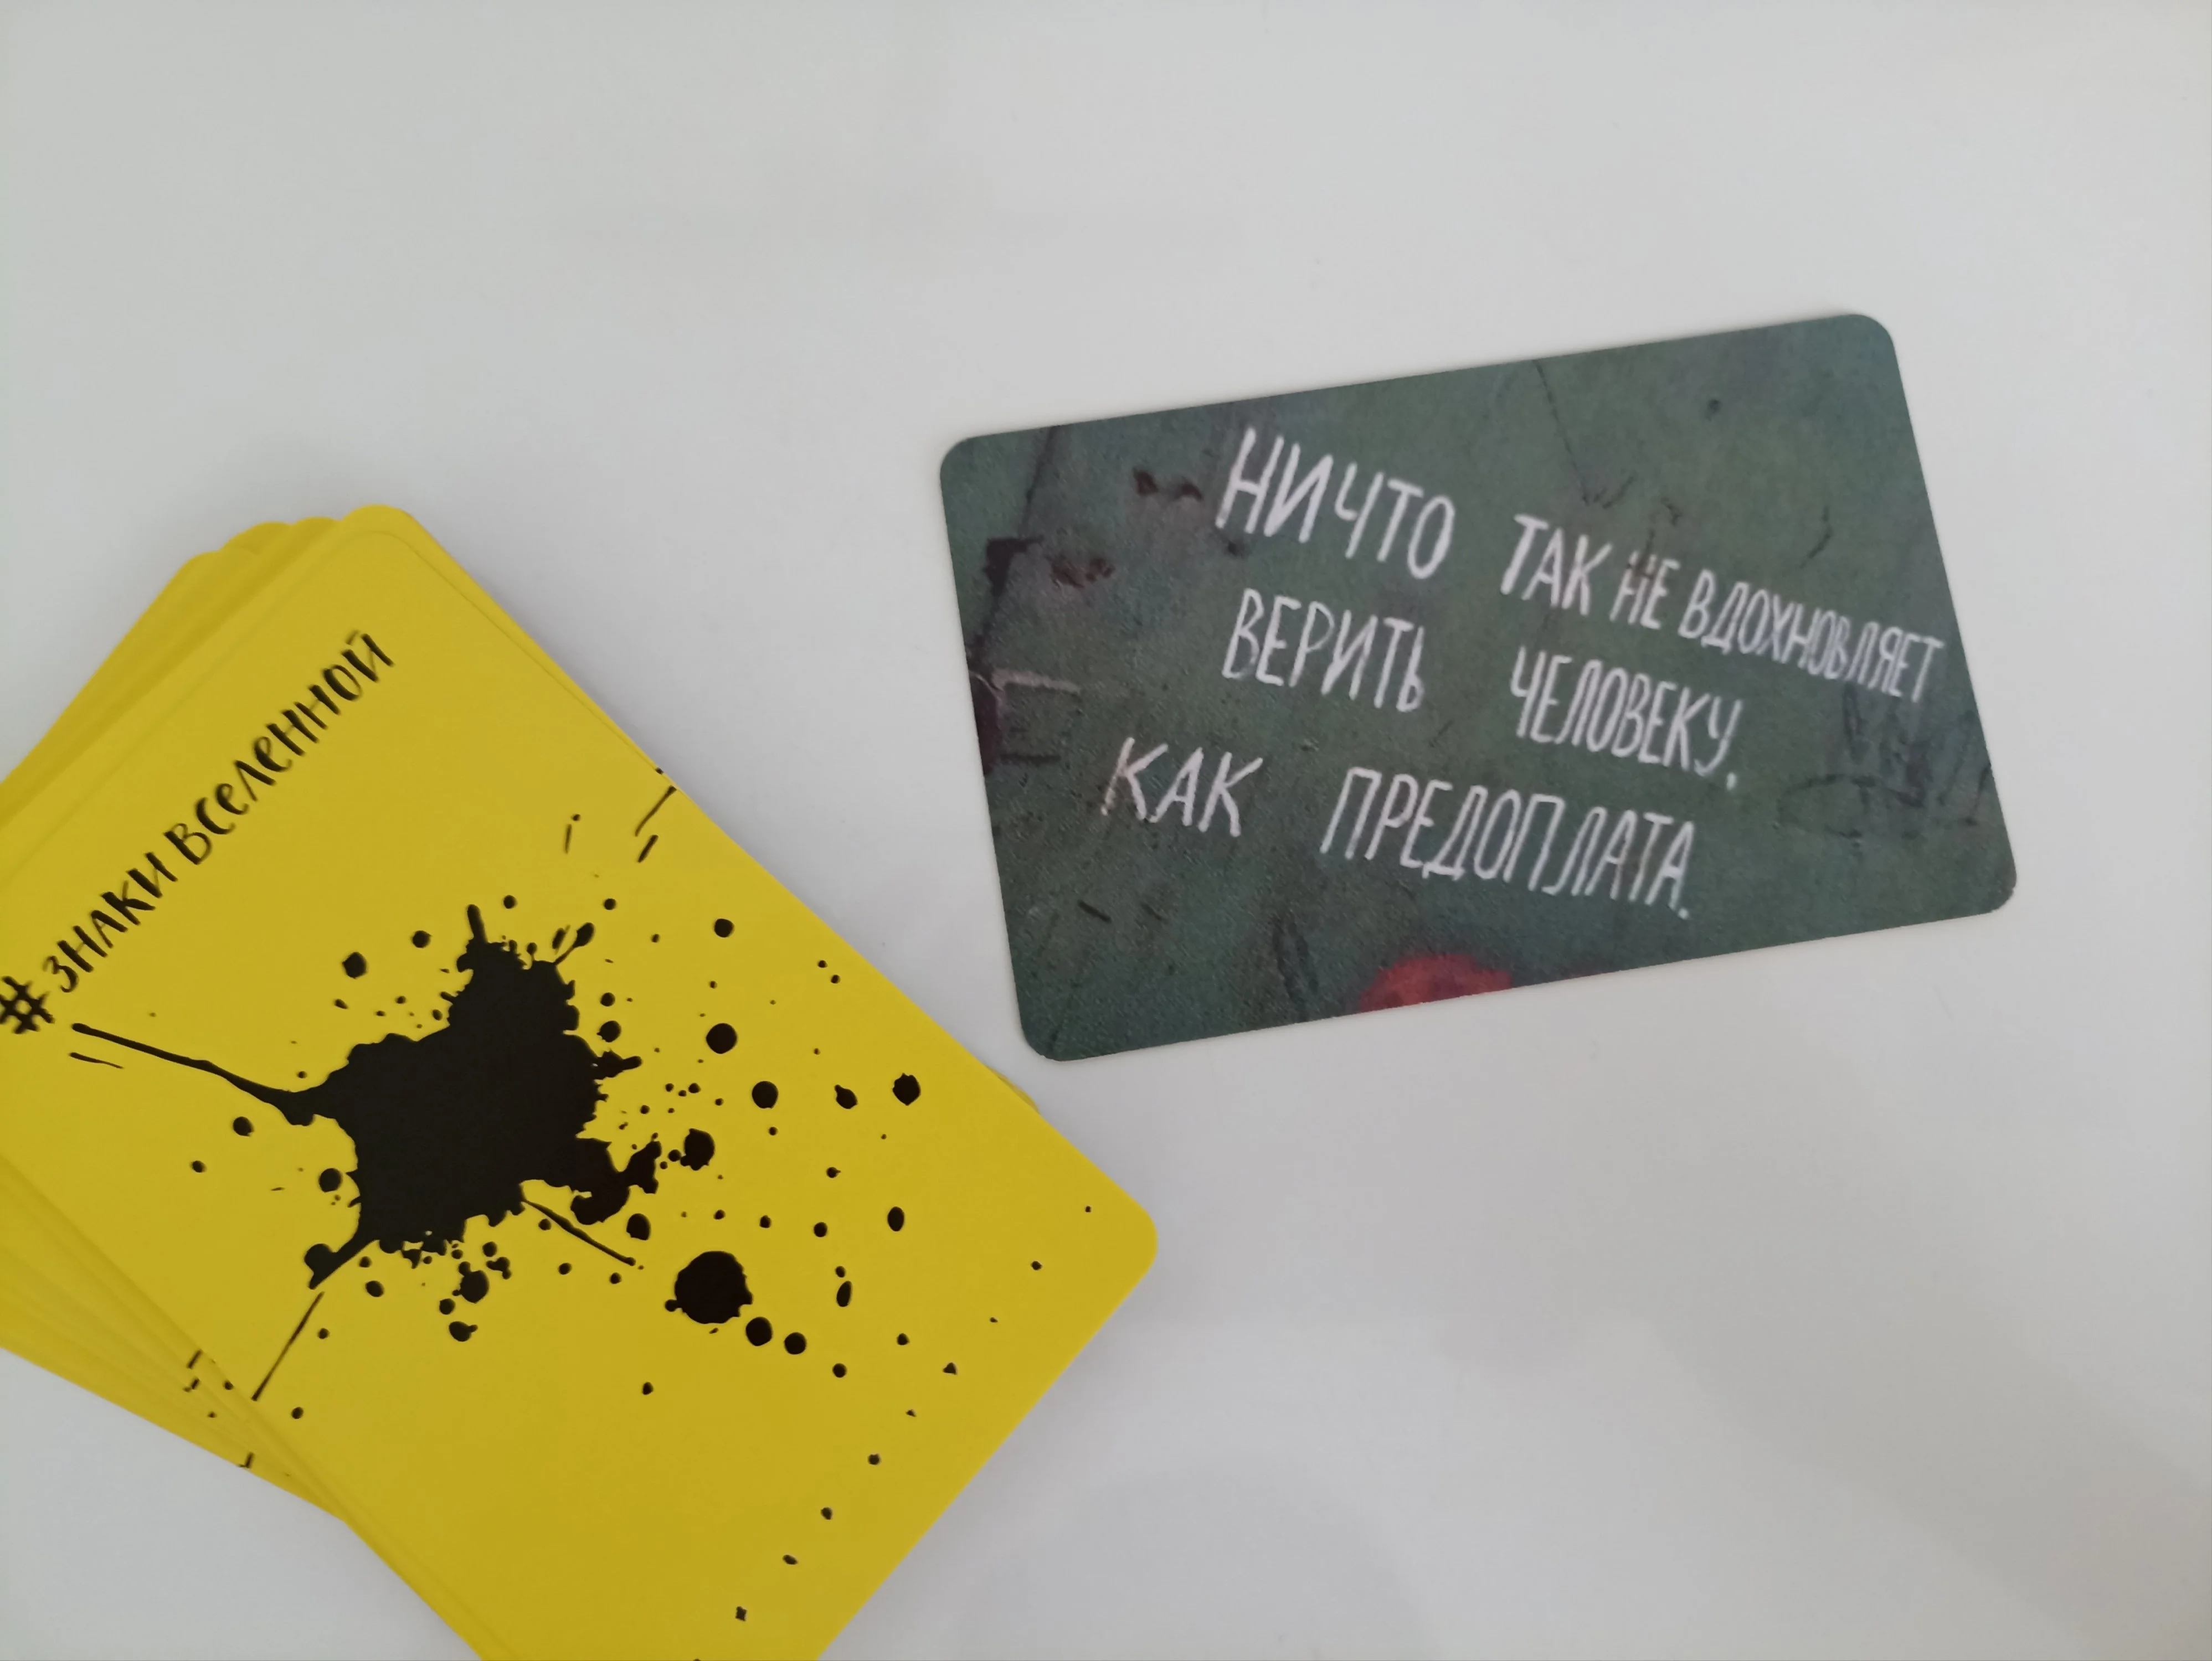 # ЗНАКИ ВСЕЛЕННОЙ
НИЧТО ТАК НЕ ВДОХНОВЛЯЕТ
ВЕРИТЬ ЧЕЛОВЕКУ,
КАК ПРЕДОПЛАТА.